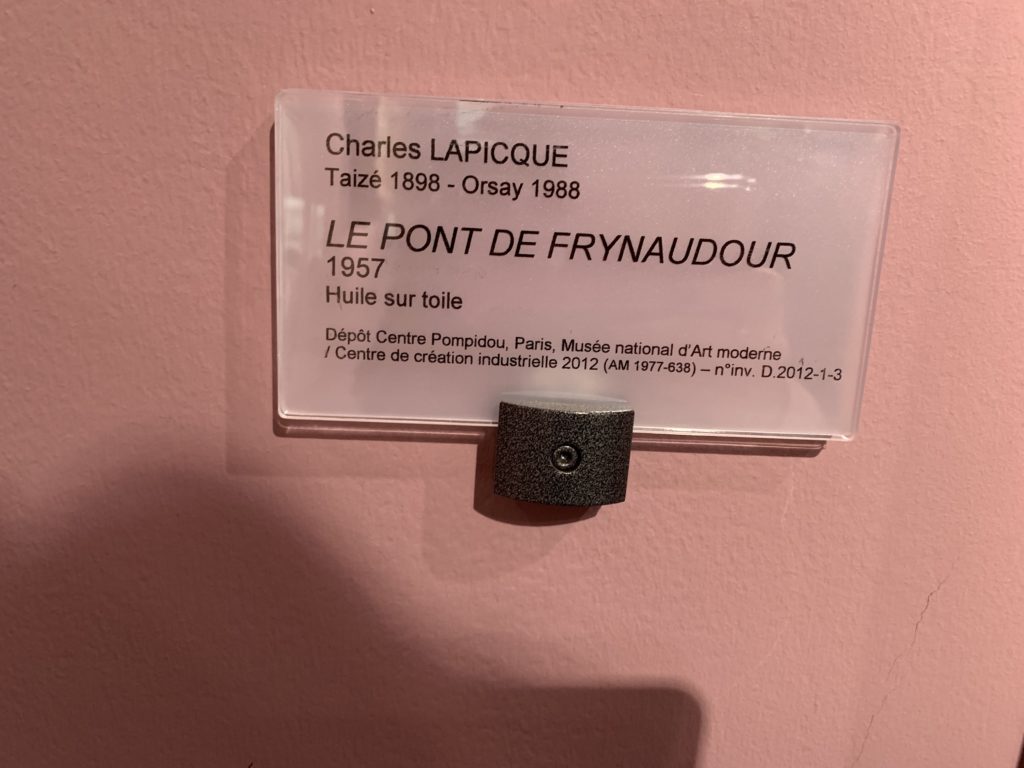 Charles LAPICQUE
Taizé 1898 - Orsay 1988
LE PONT DE FRYNAUDOUR
1957
Huile sur toile
Dépôt Centre Pompidou, Paris, Musée national d'Art moderne
/ Centre de création industrielle 2012 (AM 1977-638) – n°inv. D.2012-1-3